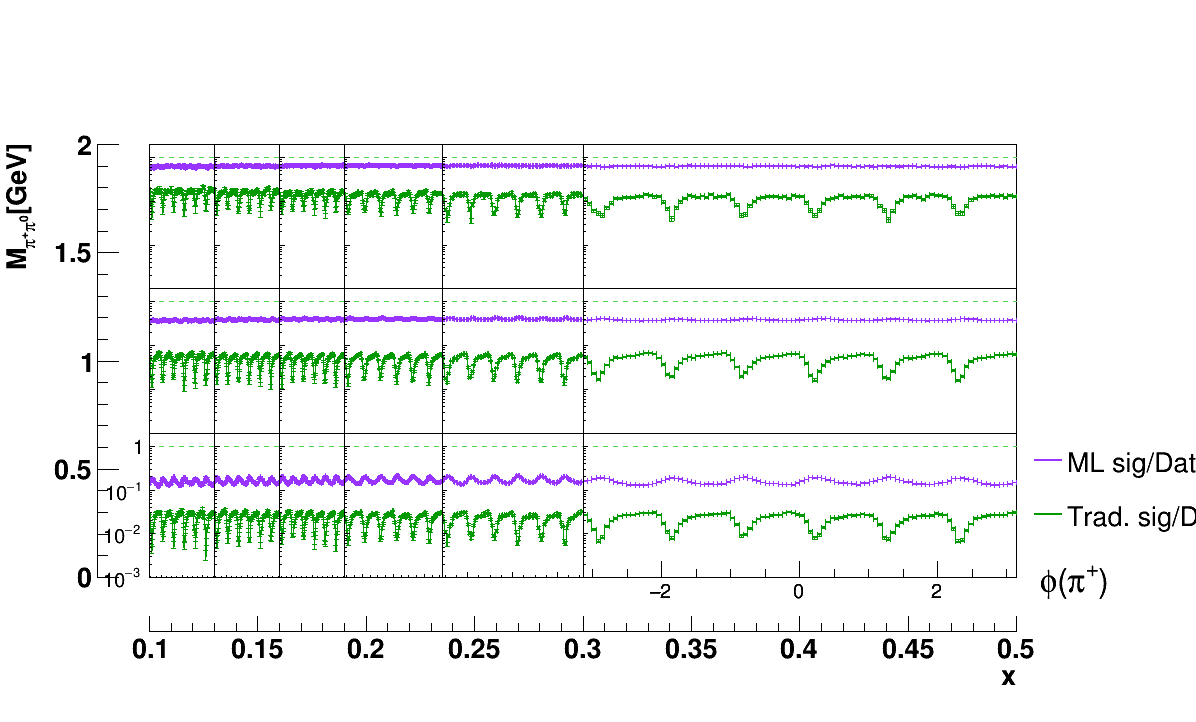 M_{π⁺π⁰}[GeV]
2
1.5
1
0.5
0
1
10⁻¹
10⁻²
10⁻³
−2 0 2
ϕ(π⁺)
0.1 0.15 0.2 0.25 0.3 0.35 0.4 0.45 0.5
x
ML sig/Dat
Trad. sig/D